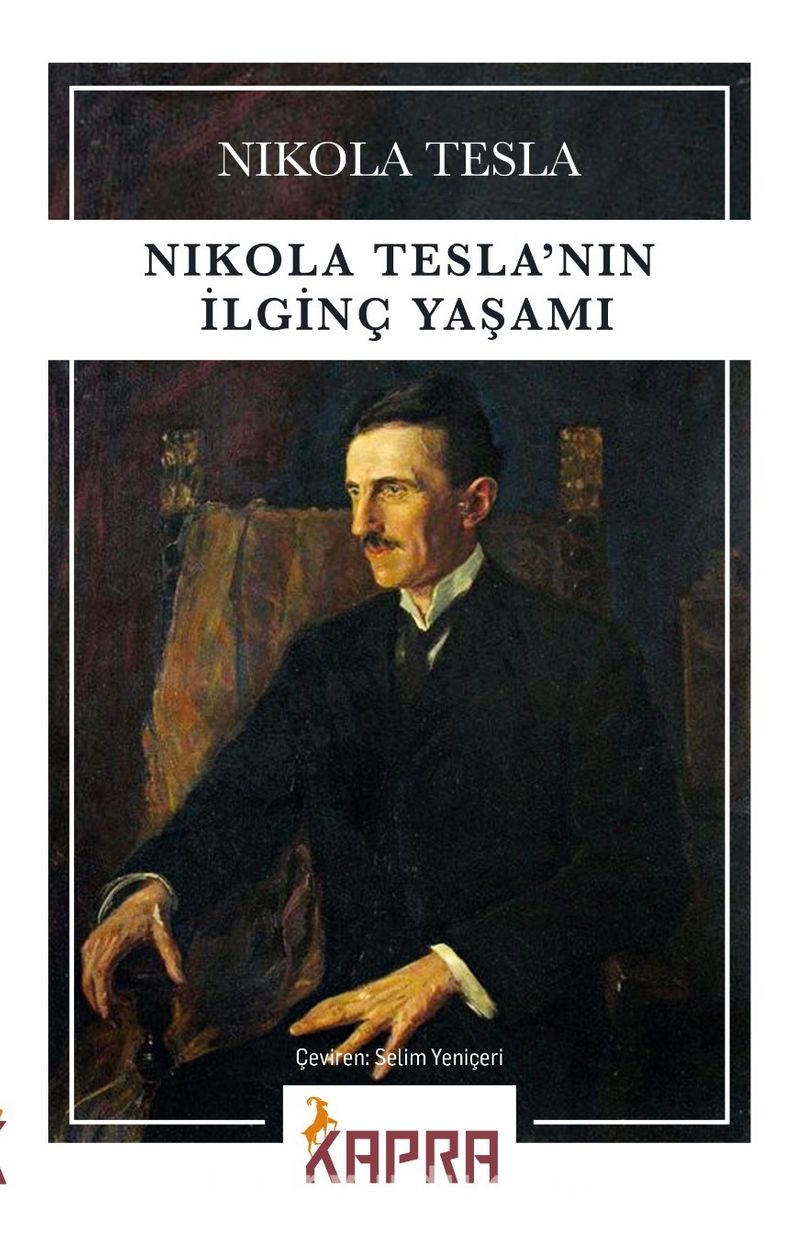 NIKOLA TESLA
NIKOLA TESLA’NIN
İLGİNÇ YAŞAMI
Çeviren: Selim Yeniçeri
KAPRA